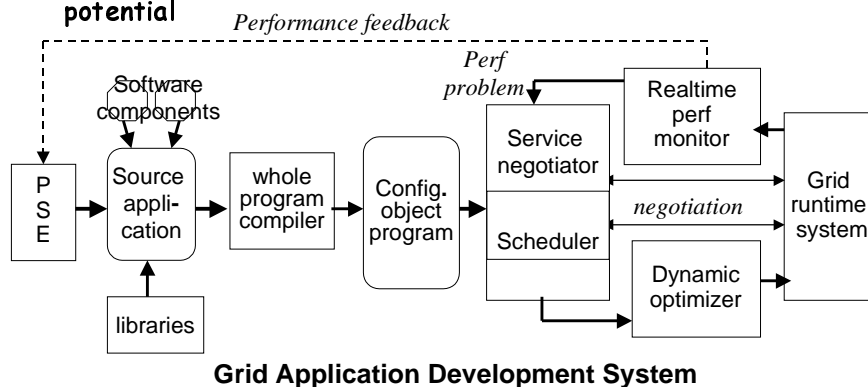 potential
Performance feedback
Perf
problem
Realtime
perf
monitor
Software
components
Service
negotiator
P
S
E
Source
appli-
cation
whole
program
compiler
Config.
object
program
negotiation
Grid
runtime
system
Scheduler
Dynamic
optimizer
libraries
Grid Application Development System